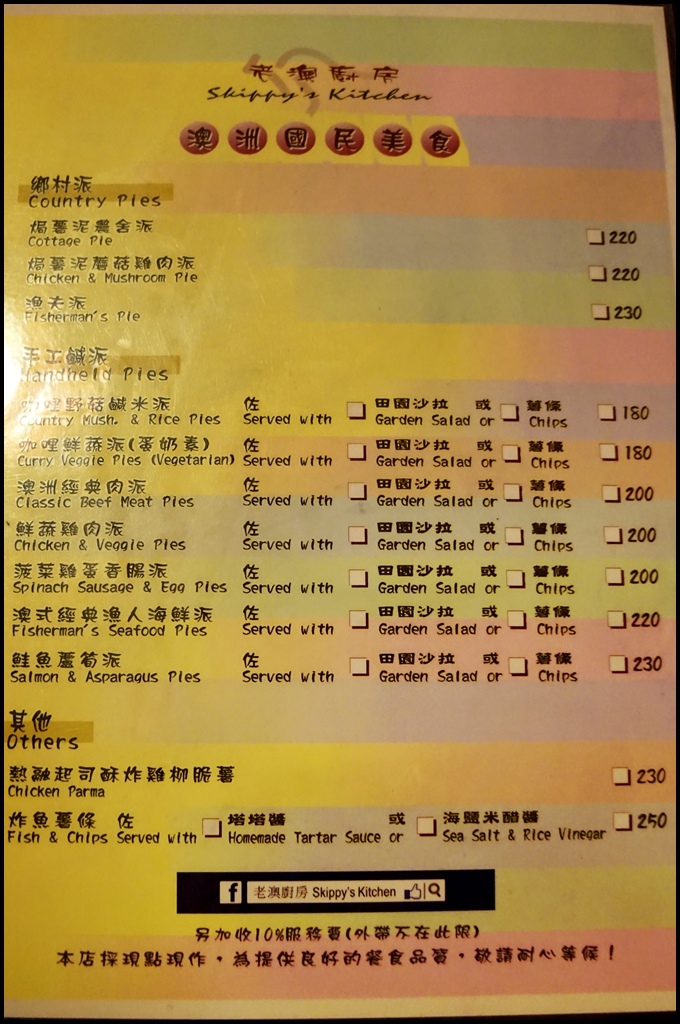 老澳廚房
Skippy's Kitchen
澳洲國民美食
鄉村派
Country Pies
焗薯泥農舍派
Cottage Pie 220
焗薯泥蘑菇雞肉派
Chicken & Mushroom Pie 220
漁夫派
Fisherman's Pie 230
手工鹹派
Handheld Pies
咖哩野菇鹹米派 佐 田園沙拉 或 薯條
Country Mush. & Rice Pies Served with Garden Salad or Chips 180
咖哩鮮蔬派(蛋奶素) 佐 田園沙拉 或 薯條
Curry Veggie Pies (Vegetarian) Served with Garden Salad or Chips 180
澳洲經典肉派 佐 田園沙拉 或 薯條
Classic Beef Meat Pies Served with Garden Salad or Chips 200
鮮蔬雞肉派 佐 田園沙拉 或 薯條
Chicken & Veggie Pies Served with Garden Salad or Chips 200
菠菜雞蛋香腸派 佐 田園沙拉 或 薯條
Spinach Sausage & Egg Pies Served with Garden Salad or Chips 200
澳式經典漁人海鮮派 佐 田園沙拉 或 薯條
Fisherman's Seafood Pies Served with Garden Salad or Chips 220
鮭魚蘆筍派 佐 田園沙拉 或 薯條
Salmon & Asparagus Pies Served with Garden Salad or Chips 230
其他
Others
熱融起司酥炸雞柳脆薯
Chicken Parma 230
炸魚薯條 佐 塔塔醬 或 海鹽米醋醬
Fish & Chips Served with Homemade Tartar Sauce or Sea Salt & Rice Vinegar 250
f 老澳廚房 Skippy's Kitchen
另加收10%服務費(外帶不在此限)
本店採現點現作，為提供良好的餐食品質，敬請耐心等候！